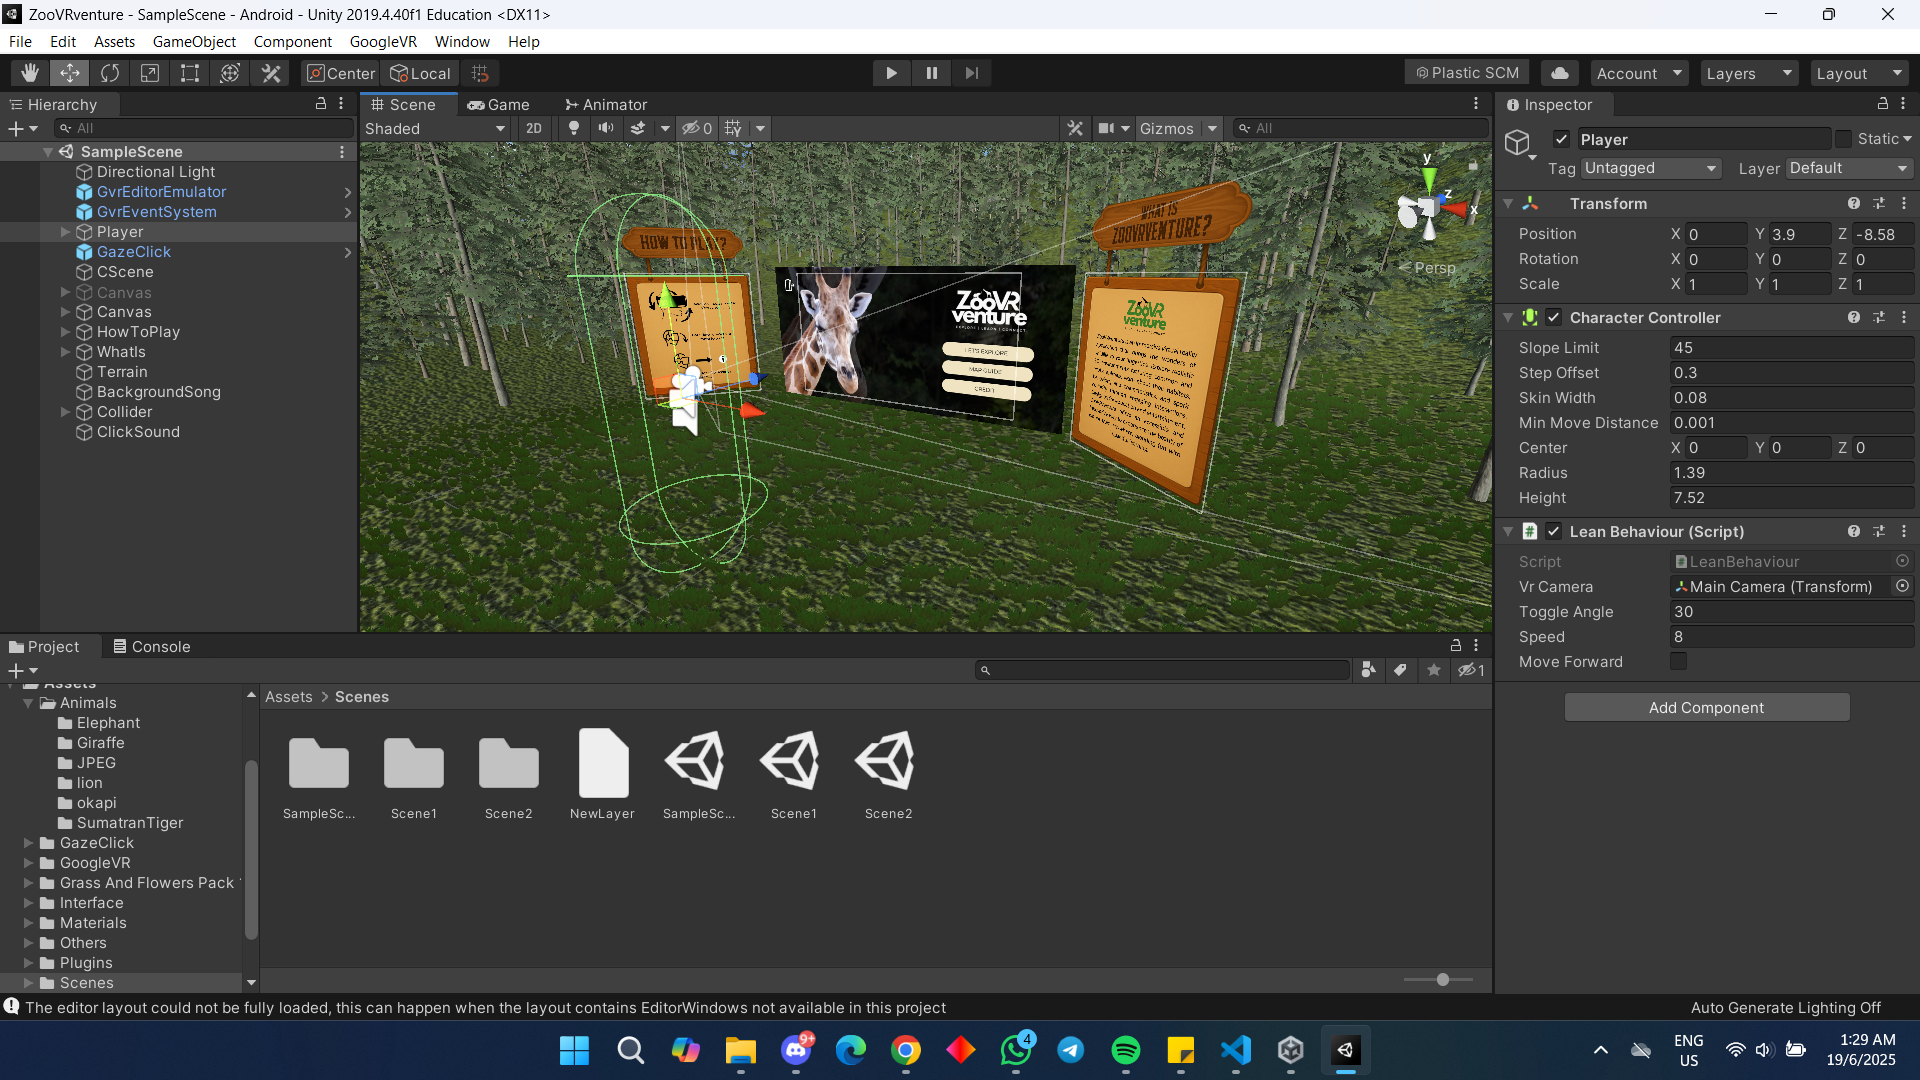 ZooVRventure - SampleScene - Android - Unity 2019.4.40f1 Education <DX11>
File Edit Assets GameObject Component GoogleVR Window Help
Center Local
Plastic SCM Account Layers Layout
Hierarchy
All
SampleScene
Directional Light
GvrEditorEmulator
GvrEventSystem
Player
GazeClick
CScene
Canvas
Canvas
HowToPlay
WhatIs
Terrain
BackgroundSong
Collider
ClickSound
Scene Game Animator
Shaded 2D 0 Gizmos All
y
z
x
Persp
HOW TO PLAY?
WHAT IS
ZOOVRVENTURE?
ZooVR
venture
EXPLORE | LEARN | CONNECT
LET'S EXPLORE
MAP GUIDE
CREDIT
ZooVR
venture
Inspector
Player Static
Tag Untagged Layer Default
Transform
Position X 0 Y 3.9 Z -8.58
Rotation X 0 Y 0 Z 0
Scale X 1 Y 1 Z 1
Character Controller
Slope Limit 45
Step Offset 0.3
Skin Width 0.08
Min Move Distance 0.001
Center X 0 Y 0 Z 0
Radius 1.39
Height 7.52
Lean Behaviour (Script)
Script LeanBehaviour
Vr Camera Main Camera (Transform)
Toggle Angle 30
Speed 8
Move Forward
Add Component
Project Console
1
Assets
Animals
Elephant
Giraffe
JPEG
lion
okapi
SumatranTiger
GazeClick
GoogleVR
Grass And Flowers Pack
Interface
Materials
Others
Plugins
Scenes
Assets > Scenes
SampleSc...
Scene1
Scene2
NewLayer
SampleSc...
Scene1
Scene2
The editor layout could not be fully loaded, this can happen when the layout contains EditorWindows not available in this project
Auto Generate Lighting Off
9+
4
ENG
US
1:29 AM
19/6/2025